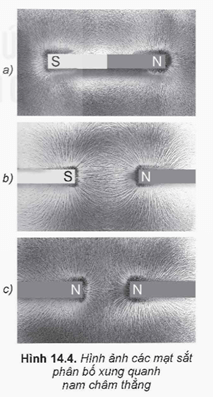 S N
a)
S N
b)
N N
c)
Hình 14.4. Hình ảnh các mạt sắt
phân bố xung quanh
nam châm thẳng